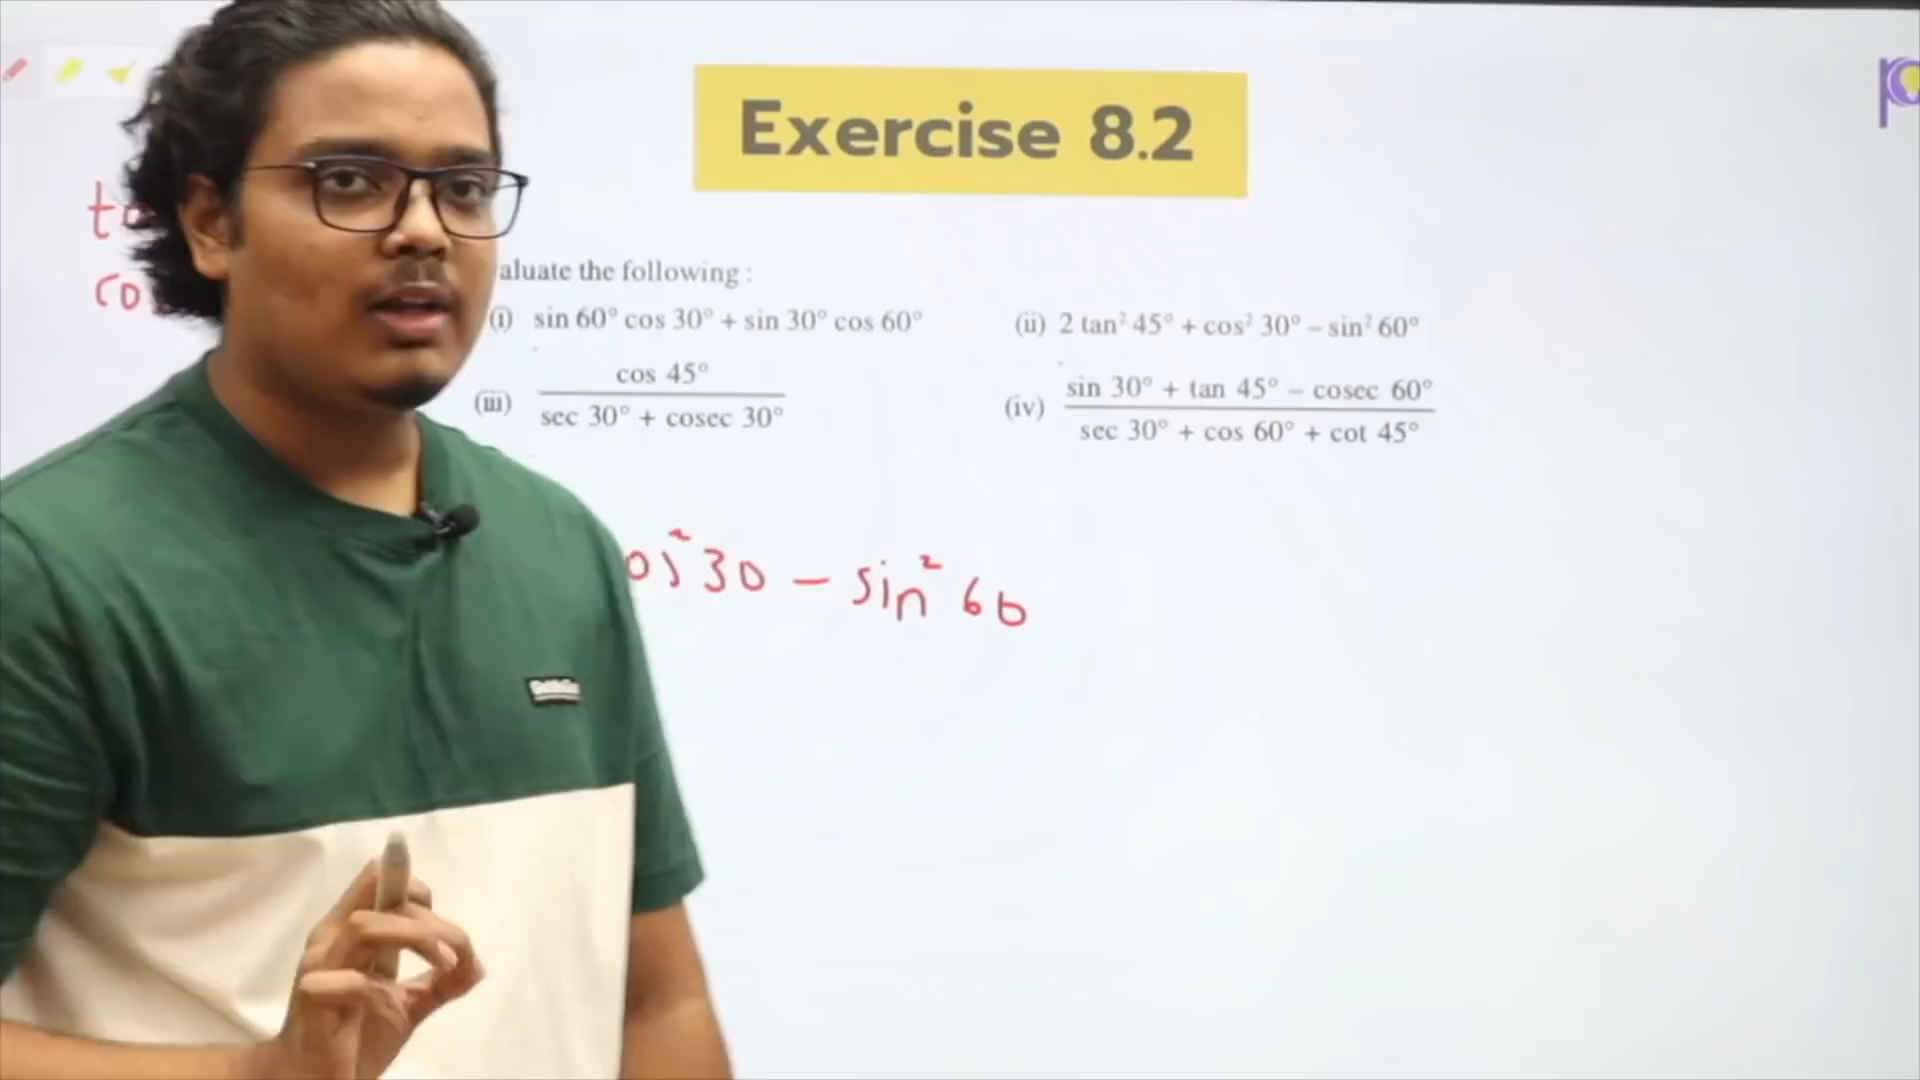 Exercise 8.2
aluate the following :
(i) sin 60° cos 30° + sin 30° cos 60°
(ii) 2 tan² 45° + cos² 30° – sin² 60°
(iii) cos 45°
sec 30° + cosec 30°
(iv) sin 30° + tan 45° – cosec 60°
sec 30° + cos 60° + cot 45°
os² 30 – sin² 60